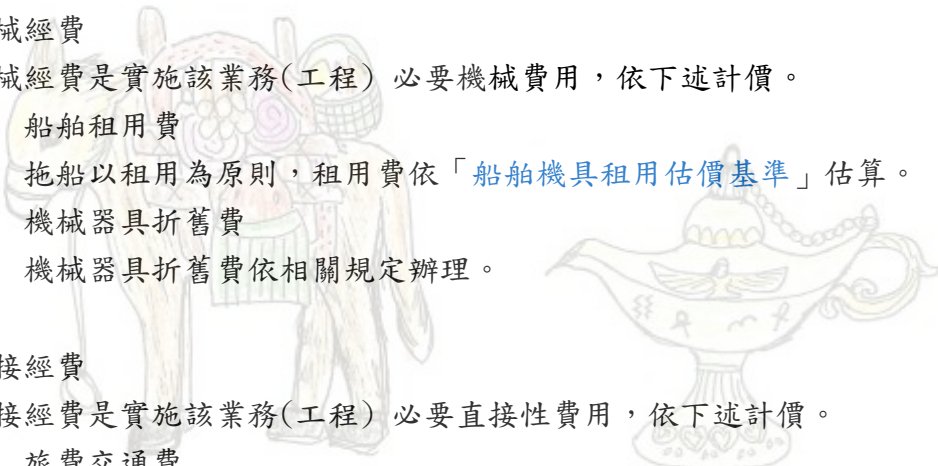 械經費
械經費是實施該業務(工程) 必要機械費用，依下述計價。
船舶租用費
拖船以租用為原則，租用費依「船舶機具租用估價基準」估算。
機械器具折舊費
機械器具折舊費依相關規定辦理。
接經費
接經費是實施該業務(工程) 必要直接性費用，依下述計價。
旅費交通費